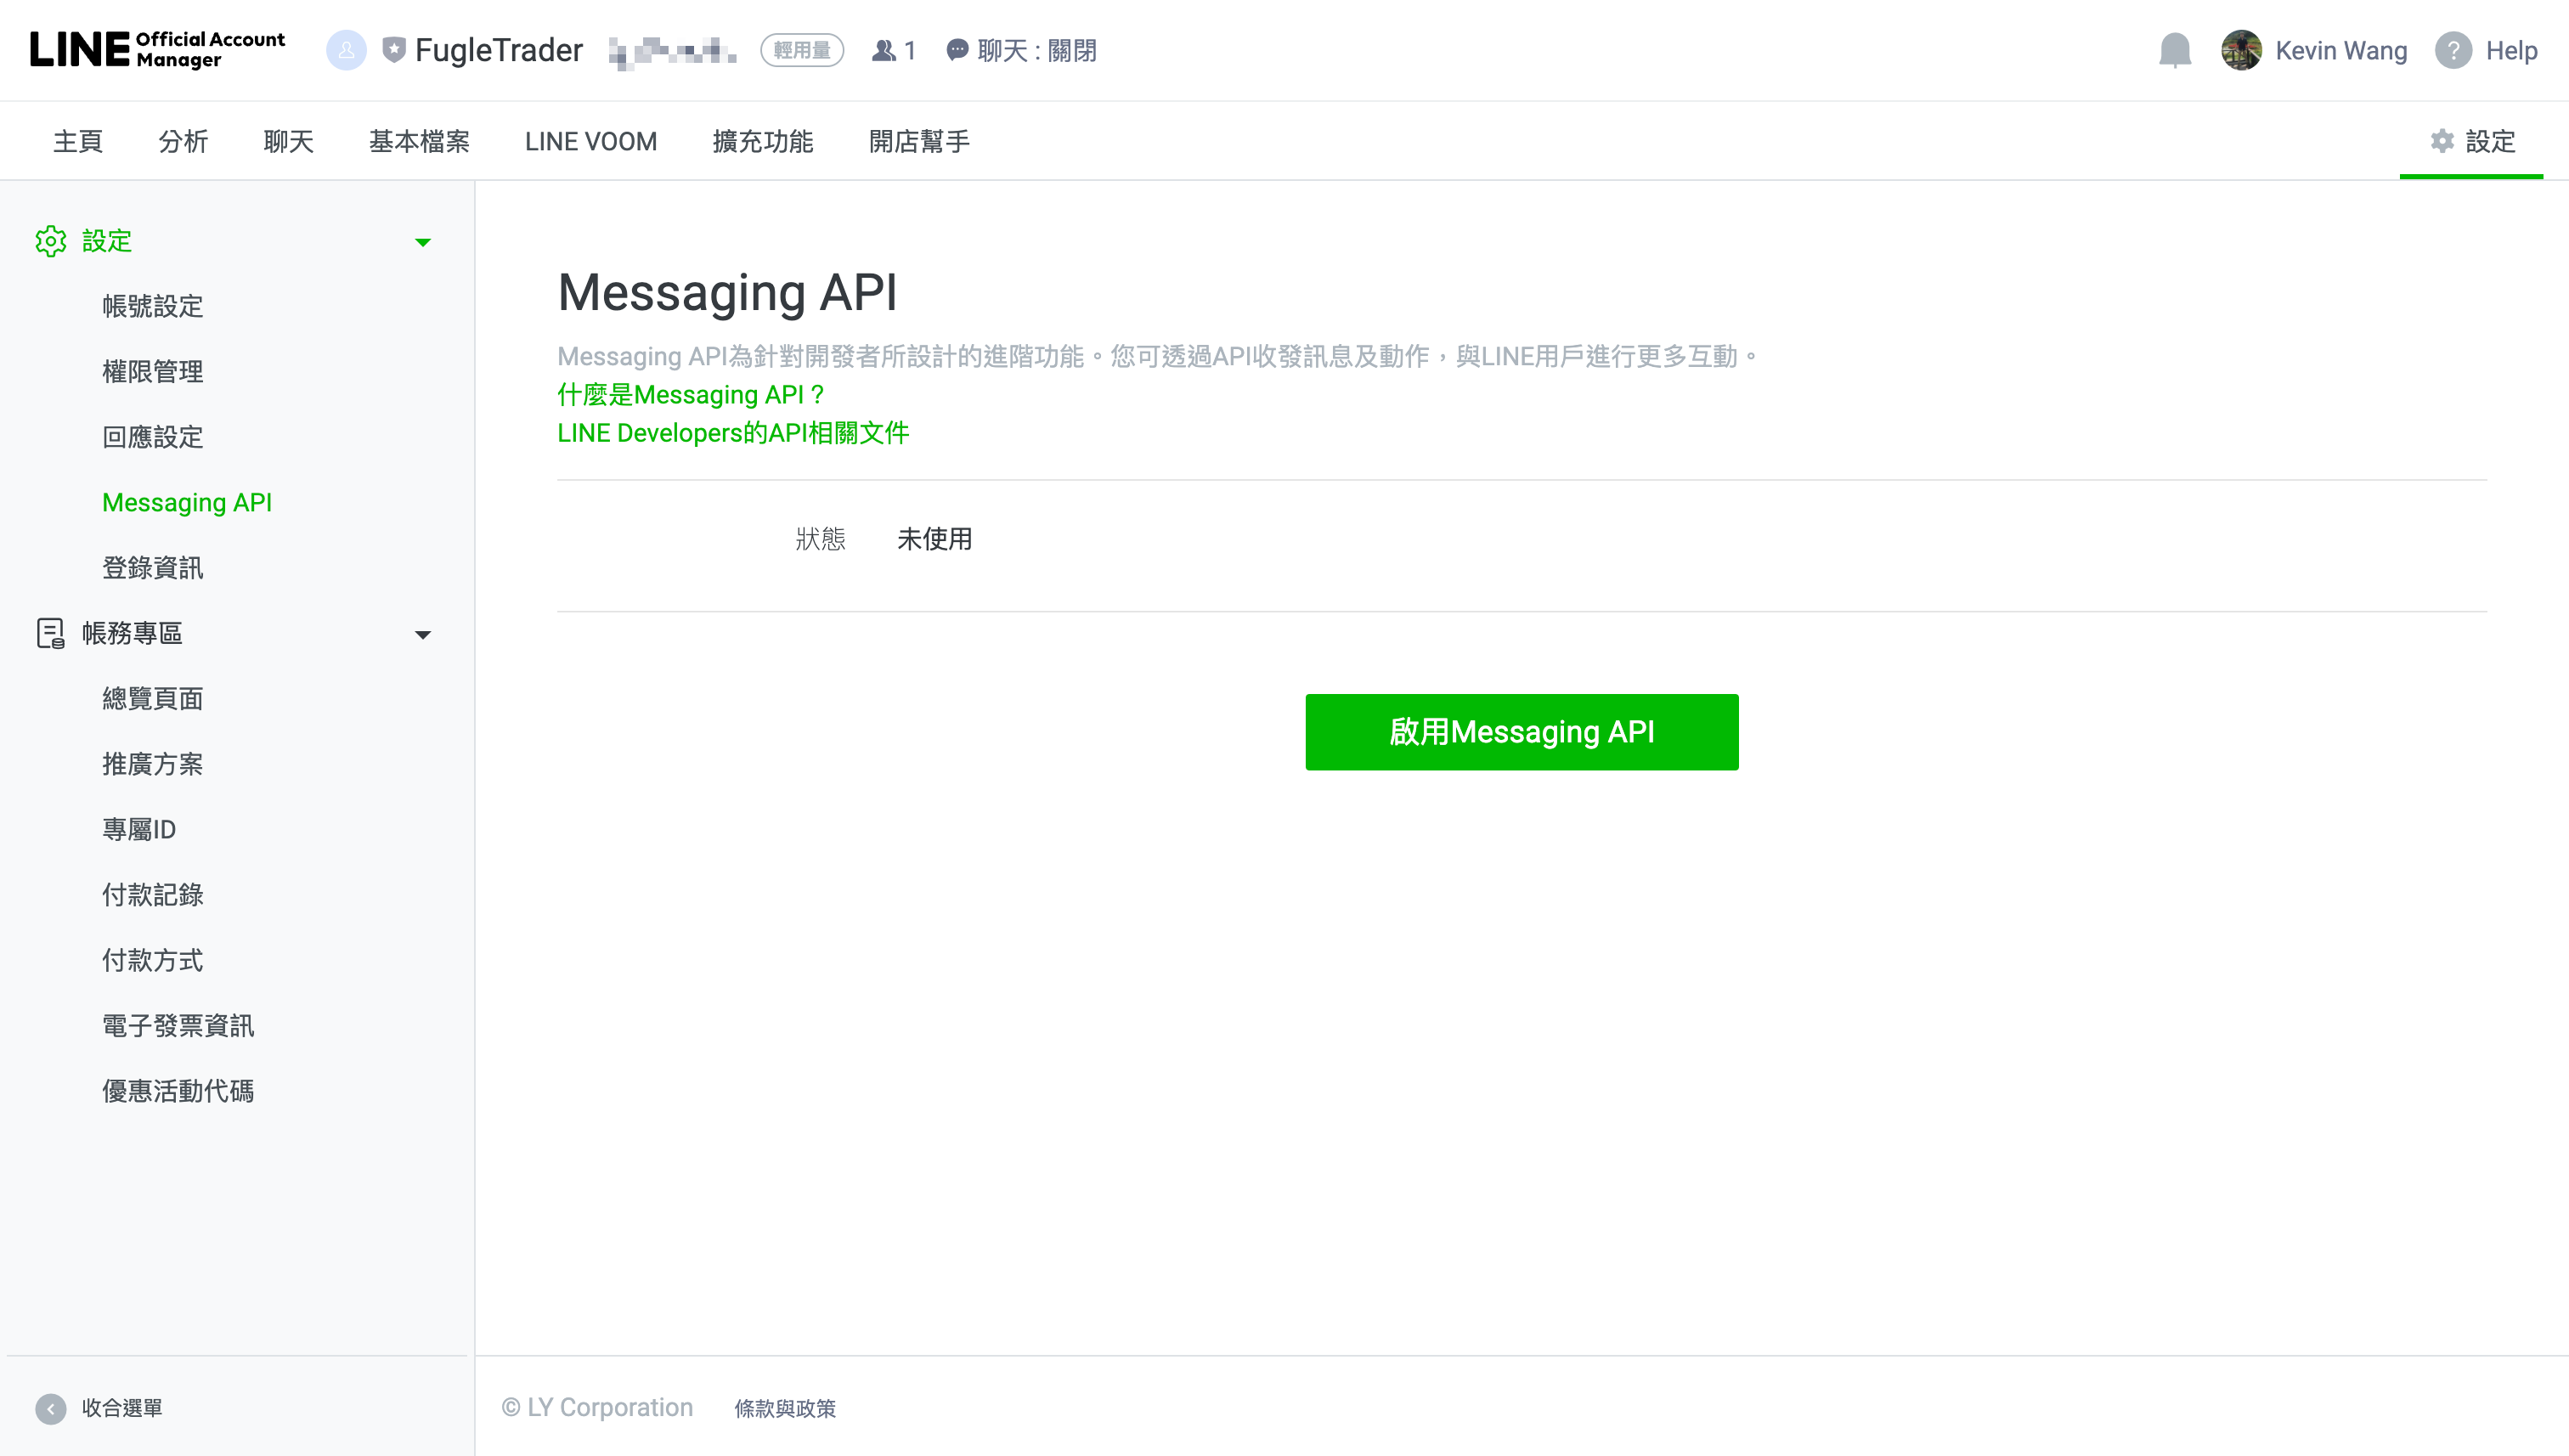 LINE Official Account Manager
FugleTrader
輕用量
1
聊天 : 關閉
Kevin Wang
? Help
主頁
分析
聊天
基本檔案
LINE VOOM
擴充功能
開店幫手
設定
設定
帳號設定
權限管理
回應設定
Messaging API
登錄資訊
帳務專區
總覽頁面
推廣方案
專屬ID
付款記錄
付款方式
電子發票資訊
優惠活動代碼
收合選單
Messaging API
Messaging API為針對開發者所設計的進階功能。您可透過API收發訊息及動作，與LINE用戶進行更多互動。
什麼是Messaging API？
LINE Developers的API相關文件
狀態 未使用
啟用Messaging API
© LY Corporation
條款與政策